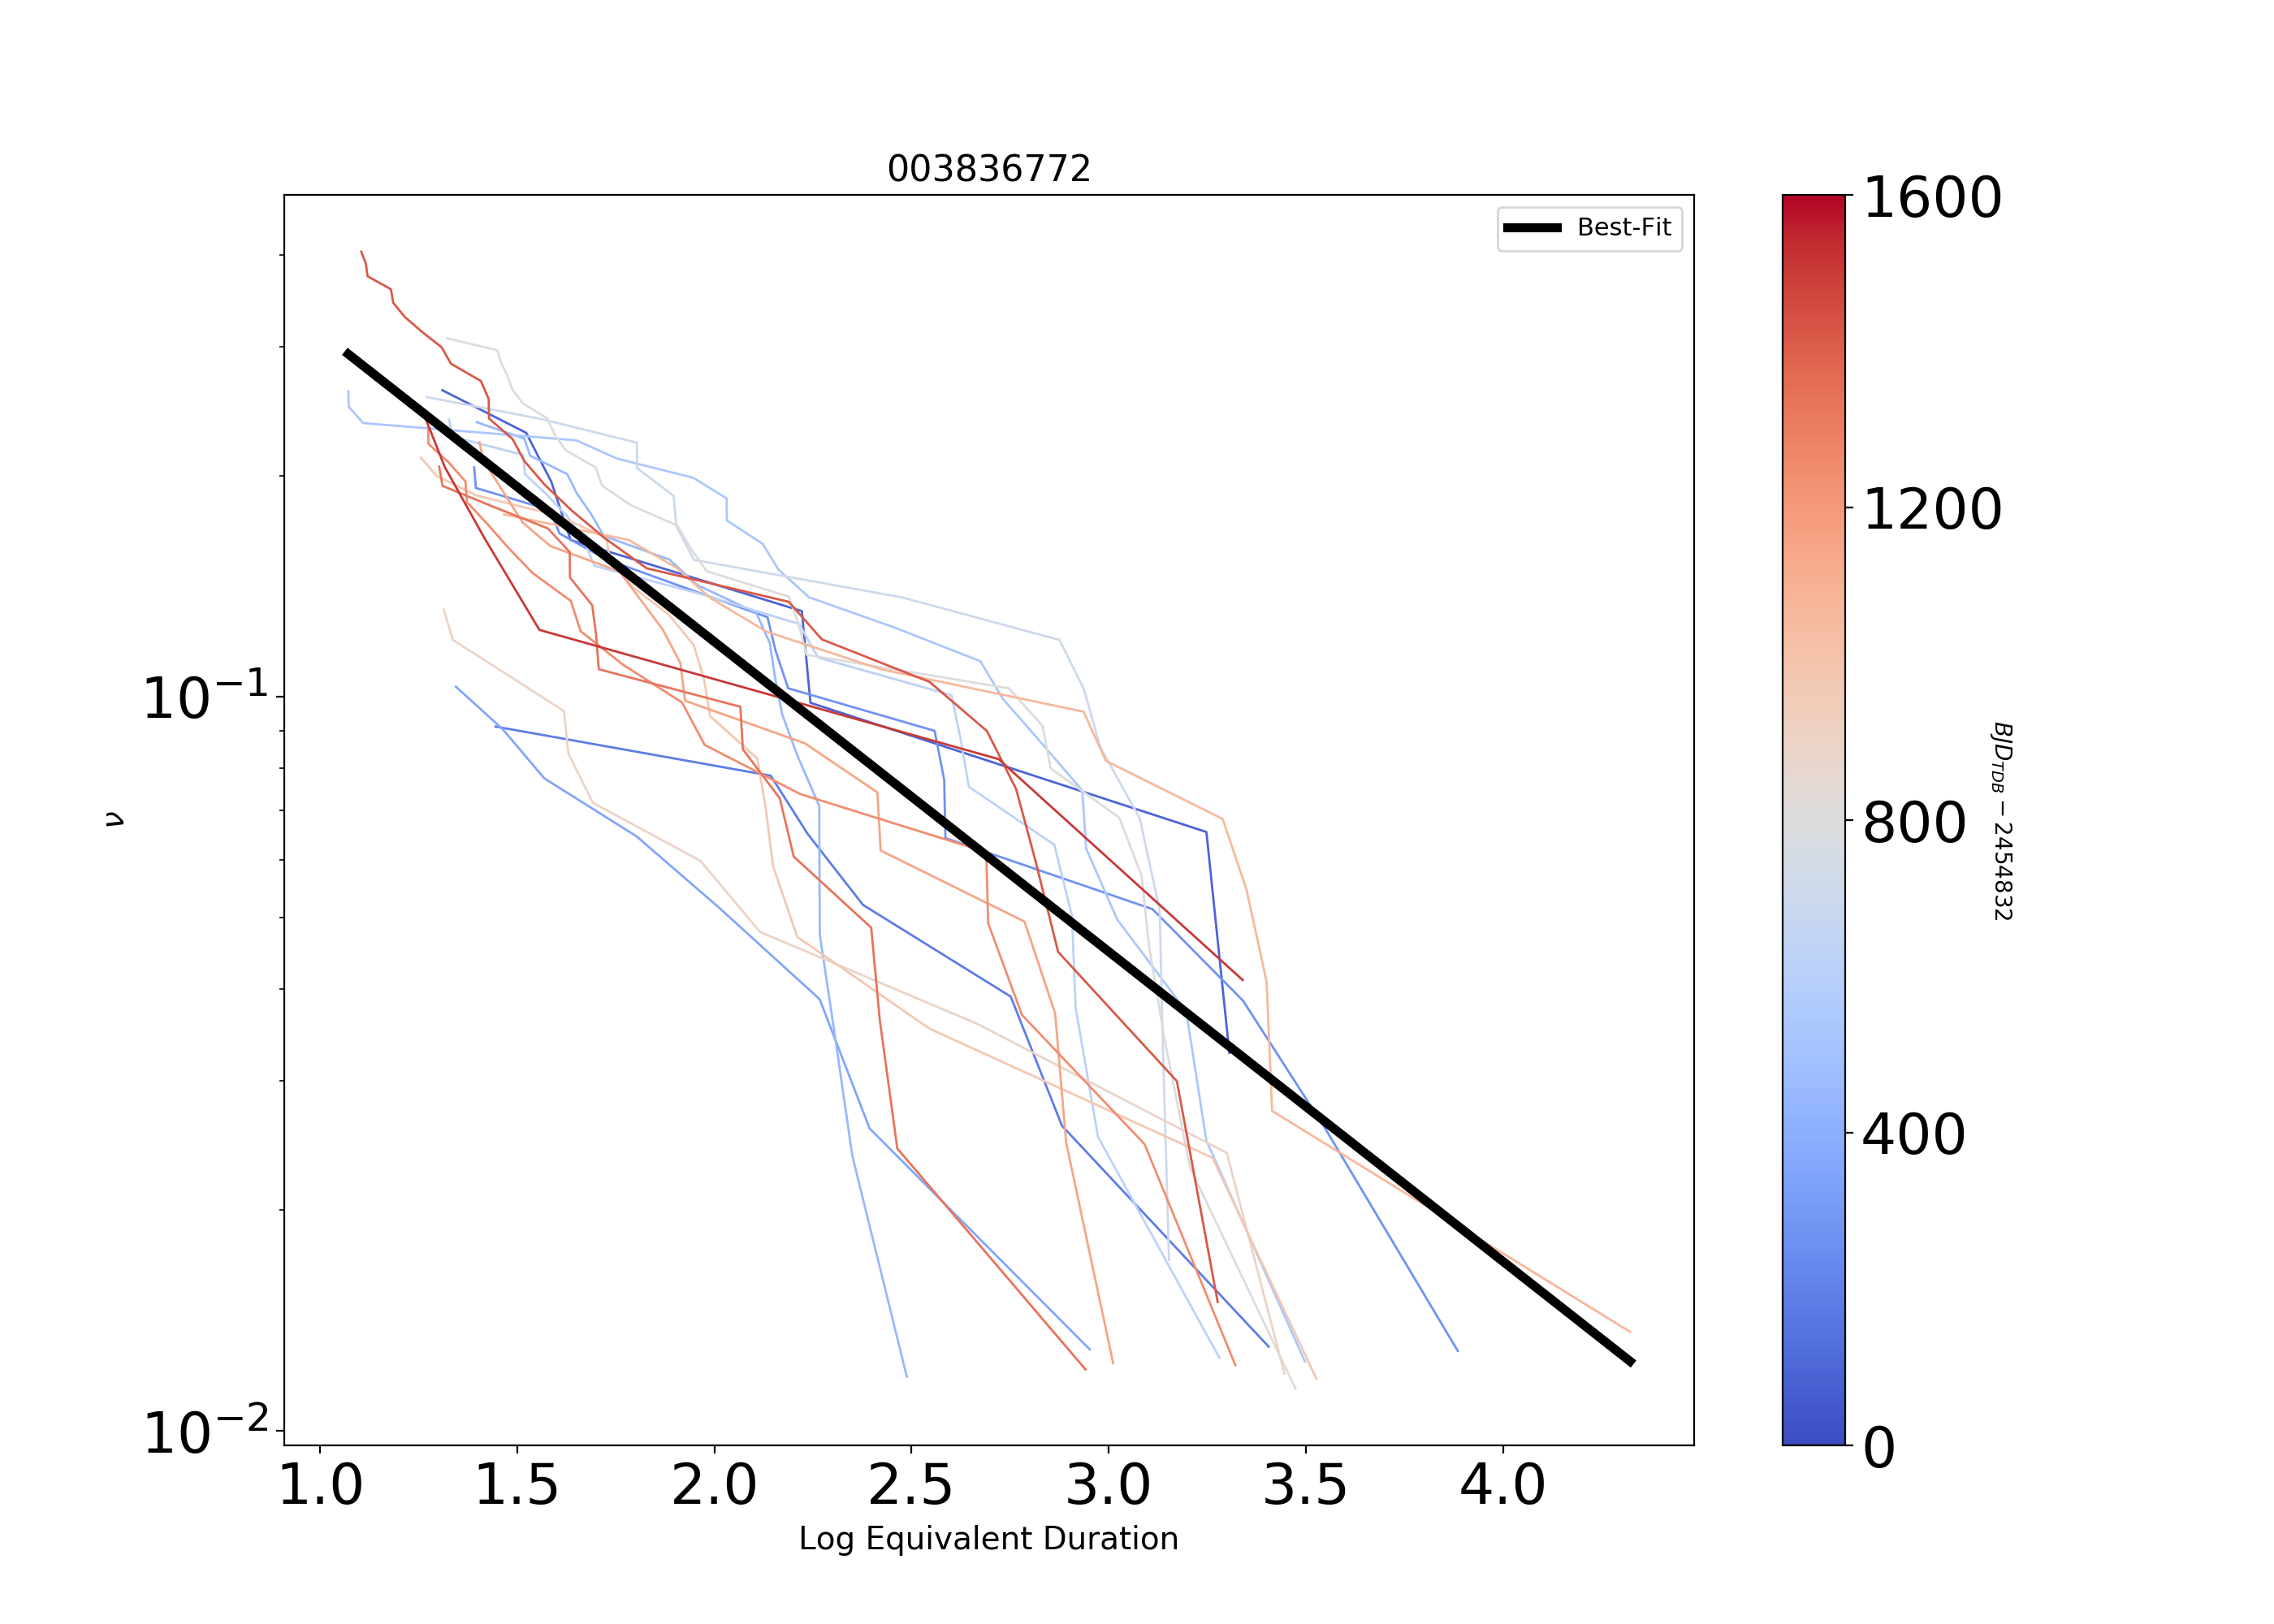 003836772
Best-Fit
ν
10⁻¹
10⁻²
1.0 1.5 2.0 2.5 3.0 3.5 4.0
Log Equivalent Duration
1600
1200
800
400
0
BJD_TDB − 2454832